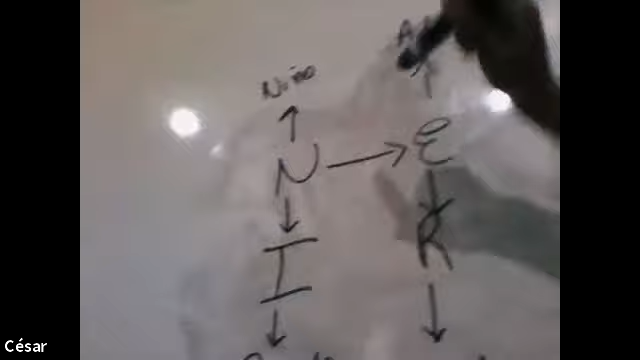 Niño
N → E
↓ ↓
I R
↓ ↓
César